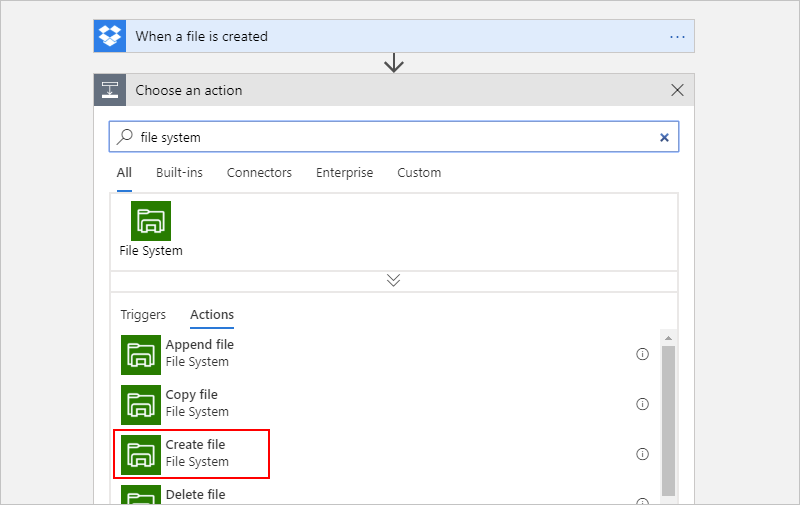 When a file is created
Choose an action
file system
All Built-ins Connectors Enterprise Custom
File System
Triggers Actions
Append file
File System
Copy file
File System
Create file
File System
Delete file